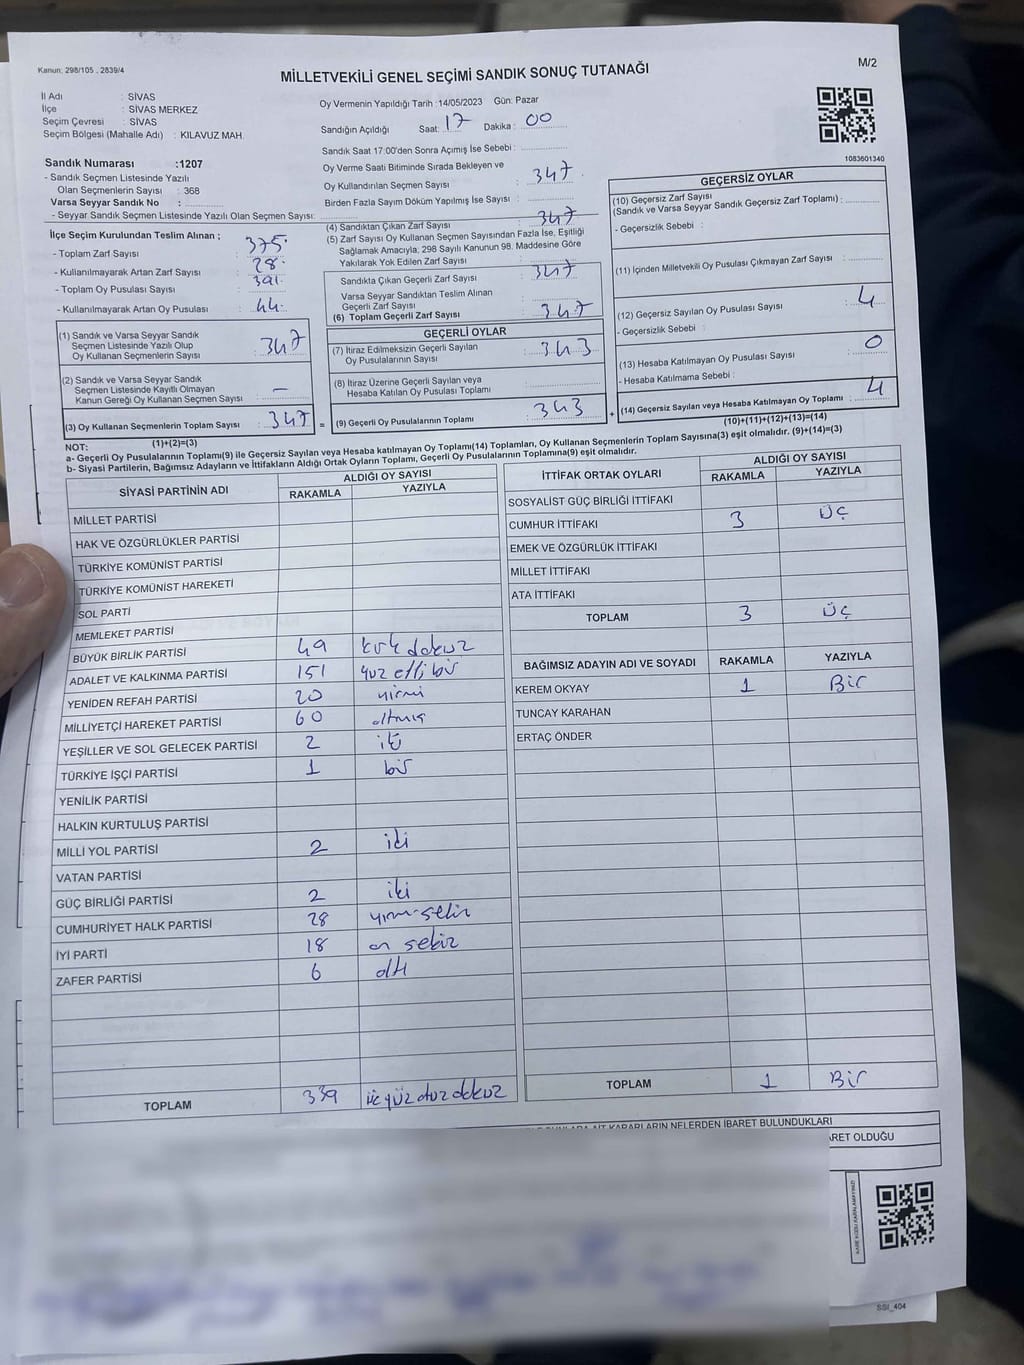 Kanun: 298/105 , 2839/4
MİLLETVEKİLİ GENEL SEÇİMİ SANDIK SONUÇ TUTANAĞI
M/2
İl Adı : SİVAS
İlçe : SİVAS MERKEZ
Seçim Çevresi : SİVAS
Seçim Bölgesi (Mahalle Adı) : KILAVUZ MAH.
Sandık Numarası :1207
- Sandık Seçmen Listesinde Yazılı
Olan Seçmenlerin Sayısı : 368
Varsa Seyyar Sandık No :
- Seyyar Sandık Seçmen Listesinde Yazılı Olan Seçmen Sayısı:
Oy Vermenin Yapıldığı Tarih :14/05/2023 Gün: Pazar
Sandığın Açıldığı Saat: 17 Dakika : 00
Sandık Saat 17:00'den Sonra Açımış İse Sebebi :
Oy Verme Saati Bitiminde Sırada Bekleyen ve
Oy Kullandırılan Seçmen Sayısı : 347
Birden Fazla Sayım Döküm Yapılmış İse Sayısı :
1083601340
İlçe Seçim Kurulundan Teslim Alınan ;
- Toplam Zarf Sayısı : 375
- Kullanılmayarak Artan Zarf Sayısı : 28
- Toplam Oy Pusulası Sayısı : 391
- Kullanılmayarak Artan Oy Pusulası : 44
(1) Sandık ve Varsa Seyyar Sandık
Seçmen Listesinde Yazılı Olup
Oy Kullanan Seçmenlerin Sayısı : 347
(2) Sandık ve Varsa Seyyar Sandık
Seçmen Listesinde Kayıtlı Olmayan
Kanun Gereği Oy Kullanan Seçmen Sayısı : —
(3) Oy Kullanan Seçmenlerin Toplam Sayısı : 347
(1)+(2)=(3)
(4) Sandıktan Çıkan Zarf Sayısı : 347
(5) Zarf Sayısı Oy Kullanan Seçmen Sayısından Fazla İse, Eşitliği
Sağlamak Amacıyla; 298 Sayılı Kanunun 98. Maddesine Göre
Yakılarak Yok Edilen Zarf Sayısı :
Sandıkta Çıkan Geçerli Zarf Sayısı : 347
Varsa Seyyar Sandıktan Teslim Alınan
Geçerli Zarf Sayısı :
(6) Toplam Geçerli Zarf Sayısı : 347
GEÇERLİ OYLAR
(7) İtiraz Edilmeksizin Geçerli Sayılan
Oy Pusulalarının Sayısı : 343
(8) İtiraz Üzerine Geçerli Sayılan veya
Hesaba Katılan Oy Pusulası Toplamı :
= (9) Geçerli Oy Pusulalarının Toplamı : 343 +
GEÇERSİZ OYLAR
(10) Geçersiz Zarf Sayısı
(Sandık ve Varsa Seyyar Sandık Geçersiz Zarf Toplamı) :
- Geçersizlik Sebebi :
(11) İçinden Milletvekili Oy Pusulası Çıkmayan Zarf Sayısı :
(12) Geçersiz Sayılan Oy Pusulası Sayısı : 4
- Geçersizlik Sebebi :
(13) Hesaba Katılmayan Oy Pusulası Sayısı : 0
- Hesaba Katılmama Sebebi :
(14) Geçersiz Sayılan veya Hesaba Katılmayan Oy Toplamı : 4
(10)+(11)+(12)+(13)=(14)
NOT:
a- Geçerli Oy Pusulalarının Toplamı(9) ile Geçersiz Sayılan veya Hesaba Katılmayan Oy Toplamı(14) Toplamları, Oy Kullanan Seçmenlerin Toplam Sayısına(3) eşit olmalıdır. (9)+(14)=(3)
b- Siyasi Partilerin, Bağımsız Adayların ve İttifakların Aldığı Ortak Oyların Toplamı, Geçerli Oy Pusulalarının Toplamına(9) eşit olmalıdır.
SİYASİ PARTİNİN ADI ALDIĞI OY SAYISI
RAKAMLA YAZIYLA
MİLLET PARTİSİ
HAK VE ÖZGÜRLÜKLER PARTİSİ
TÜRKİYE KOMÜNİST PARTİSİ
TÜRKİYE KOMÜNİST HAREKETİ
SOL PARTİ
MEMLEKET PARTİSİ
BÜYÜK BİRLİK PARTİSİ 49 kırk dokuz
ADALET VE KALKINMA PARTİSİ 151 yüz elli bir
YENİDEN REFAH PARTİSİ 20 yirmi
MİLLİYETÇİ HAREKET PARTİSİ 60 altmış
YEŞİLLER VE SOL GELECEK PARTİSİ 2 iki
TÜRKİYE İŞÇİ PARTİSİ 1 bir
YENİLİK PARTİSİ
HALKIN KURTULUŞ PARTİSİ
MİLLİ YOL PARTİSİ 2 iki
VATAN PARTİSİ
GÜÇ BİRLİĞİ PARTİSİ 2 iki
CUMHURİYET HALK PARTİSİ 28 yirmi sekiz
İYİ PARTİ 18 on sekiz
ZAFER PARTİSİ 6 altı
TOPLAM 339 üç yüz otuz dokuz
İTTİFAK ORTAK OYLARI ALDIĞI OY SAYISI
RAKAMLA YAZIYLA
SOSYALİST GÜÇ BİRLİĞİ İTTİFAKI
CUMHUR İTTİFAKI 3 ÜÇ
EMEK VE ÖZGÜRLÜK İTTİFAKI
MİLLET İTTİFAKI
ATA İTTİFAKI
TOPLAM 3 ÜÇ
BAĞIMSIZ ADAYIN ADI VE SOYADI RAKAMLA YAZIYLA
KEREM OKYAY 1 Bir
TUNCAY KARAHAN
ERTAÇ ÖNDER
TOPLAM 1 Bir
KARARLARIN NELERDEN İBARET BULUNDUKLARI
OLDUĞU
SSİ_404